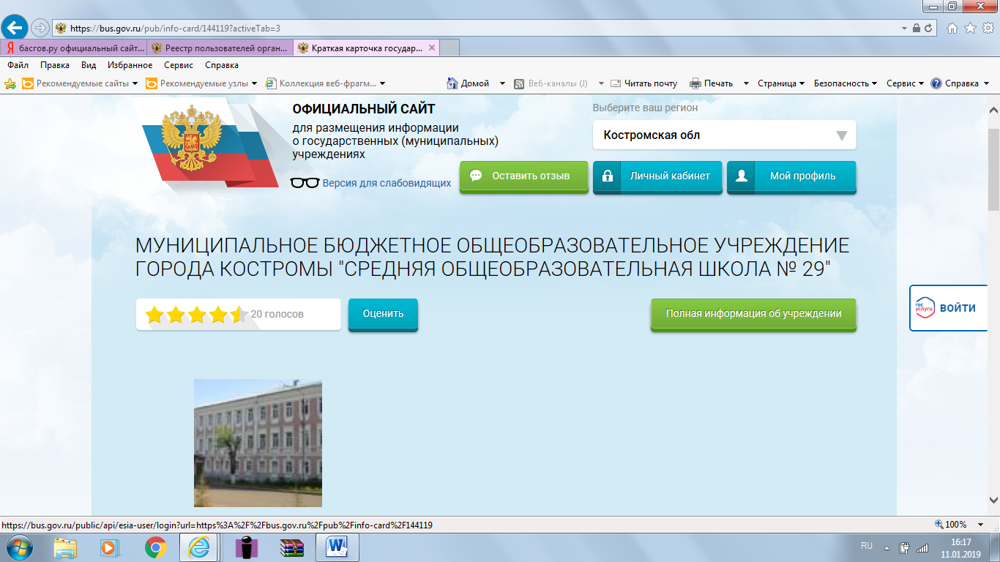 https://bus.gov.ru/pub/info-card/144119?activeTab=3
басгов.ру официальный сайт...
Реестр пользователей орган...
Краткая карточка государ...
Файл Правка Вид Избранное Сервис Справка
Рекомендуемые сайты Рекомендуемые узлы Коллекция веб-фрагм... Домой Веб-каналы (J) Читать почту Печать Страница Безопасность Сервис Справка
ОФИЦИАЛЬНЫЙ САЙТ
для размещения информации
о государственных (муниципальных)
учреждениях
Версия для слабовидящих
Выберите ваш регион
Костромская обл
Оставить отзыв
Личный кабинет
Мой профиль
МУНИЦИПАЛЬНОЕ БЮДЖЕТНОЕ ОБЩЕОБРАЗОВАТЕЛЬНОЕ УЧРЕЖДЕНИЕ
ГОРОДА КОСТРОМЫ "СРЕДНЯЯ ОБЩЕОБРАЗОВАТЕЛЬНАЯ ШКОЛА № 29"
20 голосов
Оценить
Полная информация об учреждении
гос
услуги
ВОЙТИ
https://bus.gov.ru/public/api/esia-user/login?url=https%3A%2F%2Fbus.gov.ru%2Fpub%2Finfo-card%2F144119
100%
RU
16:17
11.01.2019